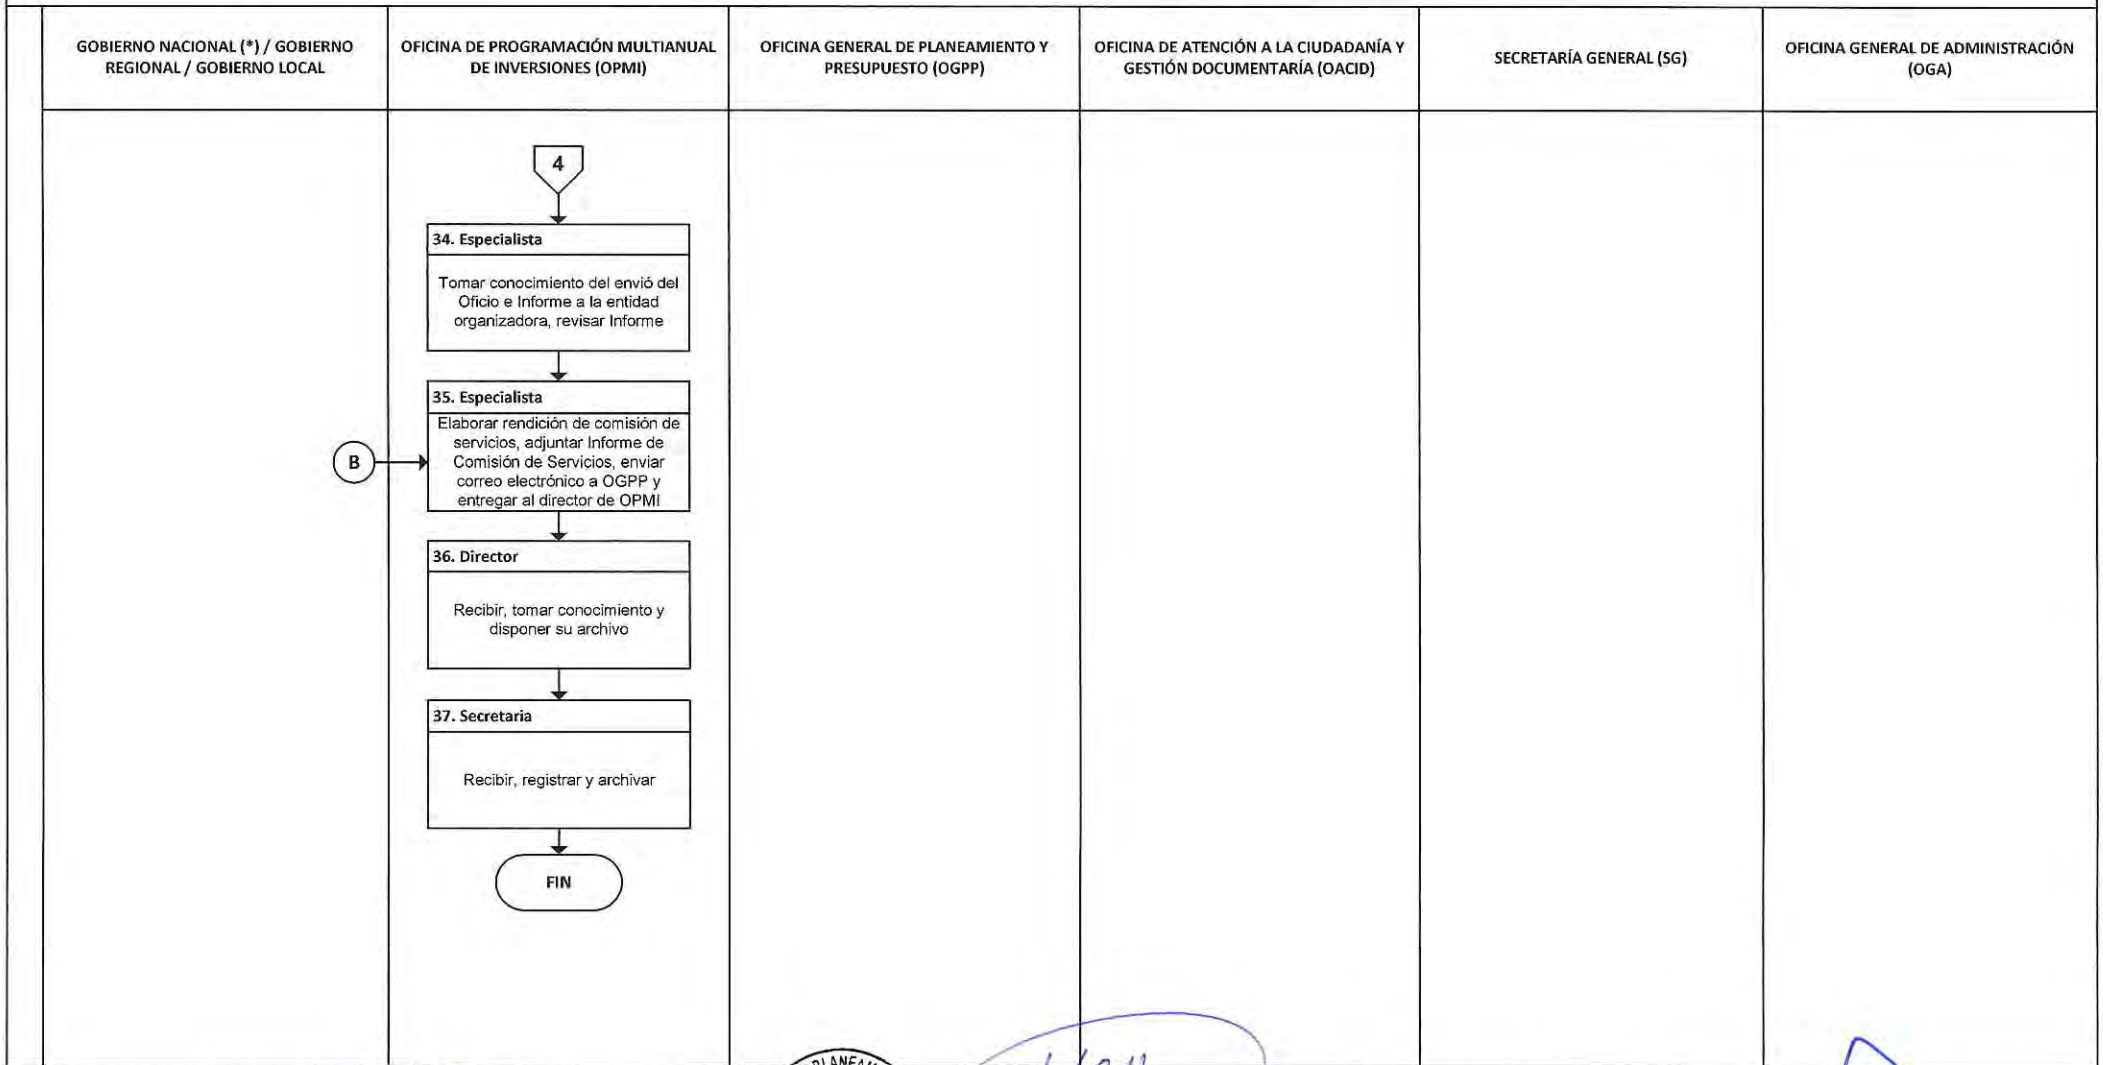 GOBIERNO NACIONAL (*) / GOBIERNO
REGIONAL / GOBIERNO LOCAL
OFICINA DE PROGRAMACIÓN MULTIANUAL
DE INVERSIONES (OPMI)
OFICINA GENERAL DE PLANEAMIENTO Y
PRESUPUESTO (OGPP)
OFICINA DE ATENCIÓN A LA CIUDADANÍA Y
GESTIÓN DOCUMENTARÍA (OACID)
SECRETARÍA GENERAL (SG)
OFICINA GENERAL DE ADMINISTRACIÓN
(OGA)
4
34. Especialista
Tomar conocimiento del envió del
Oficio e Informe a la entidad
organizadora, revisar Informe
35. Especialista
Elaborar rendición de comisión de
servicios, adjuntar Informe de
Comisión de Servicios, enviar
correo electrónico a OGPP y
entregar al director de OPMI
B
36. Director
Recibir, tomar conocimiento y
disponer su archivo
37. Secretaria
Recibir, registrar y archivar
FIN